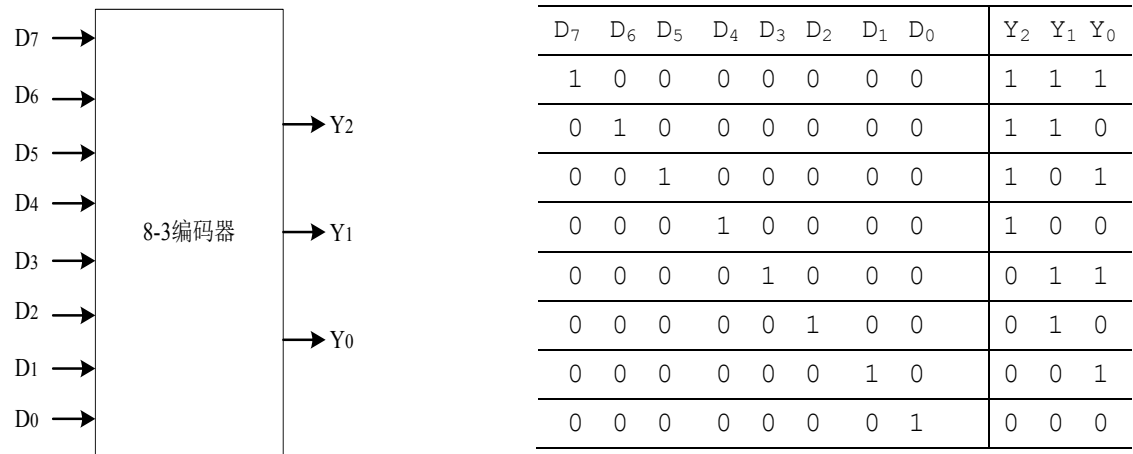 D7
D6
D5
D4
D3
D2
D1
D0
8-3编码器
Y2
Y1
Y0
D₇ D₆ D₅ D₄ D₃ D₂ D₁ D₀ Y₂ Y₁ Y₀
1 0 0 0 0 0 0 0 1 1 1
0 1 0 0 0 0 0 0 1 1 0
0 0 1 0 0 0 0 0 1 0 1
0 0 0 1 0 0 0 0 1 0 0
0 0 0 0 1 0 0 0 0 1 1
0 0 0 0 0 1 0 0 0 1 0
0 0 0 0 0 0 1 0 0 0 1
0 0 0 0 0 0 0 1 0 0 0